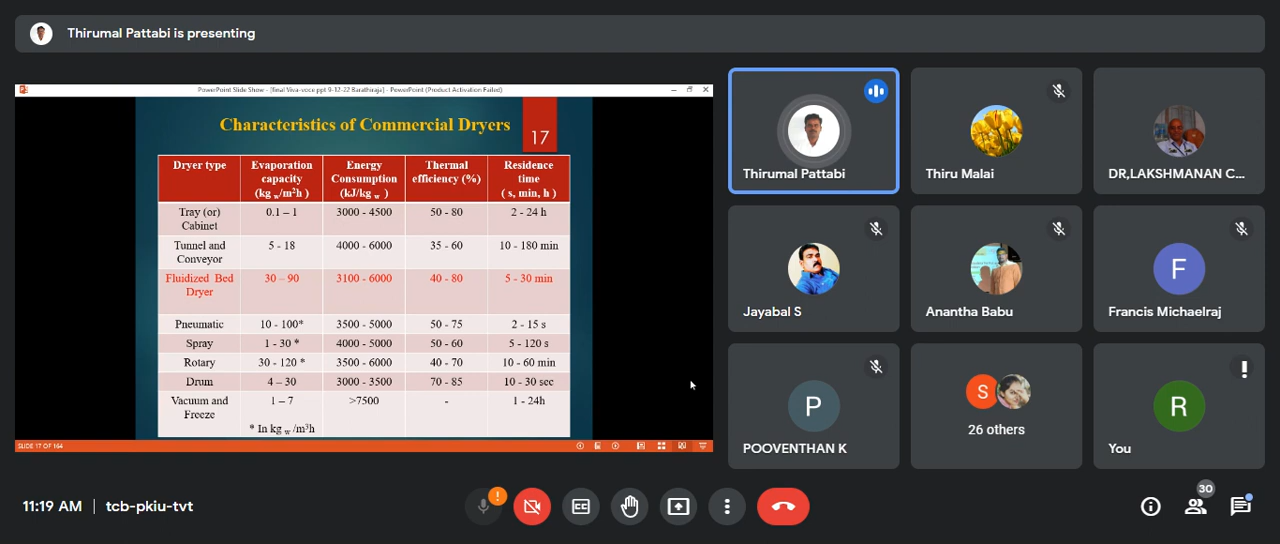 Thirumal Pattabi is presenting
PowerPoint Slide Show - [final Viva-voce ppt 9-12-22 Barathiraja] - PowerPoint (Product Activation Failed)
Characteristics of Commercial Dryers
17
Dryer type | Evaporation capacity (kg w/m²h ) | Energy Consumption (kJ/kg w ) | Thermal efficiency (%) | Residence time ( s, min, h )
Tray (or) Cabinet | 0.1 – 1 | 3000 - 4500 | 50 - 80 | 2 - 24 h
Tunnel and Conveyor | 5 - 18 | 4000 - 6000 | 35 - 60 | 10 - 180 min
Fluidized Bed Dryer | 30 – 90 | 3100 - 6000 | 40 - 80 | 5 - 30 min
Pneumatic | 10 - 100* | 3500 - 5000 | 50 - 75 | 2 - 15 s
Spray | 1 - 30 * | 4000 - 5000 | 50 - 60 | 5 - 120 s
Rotary | 30 - 120 * | 3500 - 6000 | 40 - 70 | 10 - 60 min
Drum | 4 – 30 | 3000 - 3500 | 70 - 85 | 10 - 30 sec
Vacuum and Freeze | 1 – 7 | >7500 | - | 1 - 24h
* In kg w /m³h
SLIDE 17 OF 164
Thirumal Pattabi
Thiru Malai
DR,LAKSHMANAN C...
Jayabal S
Anantha Babu
F
Francis Michaelraj
P
POOVENTHAN K
S
26 others
R
You
11:19 AM | tcb-pkiu-tvt
30